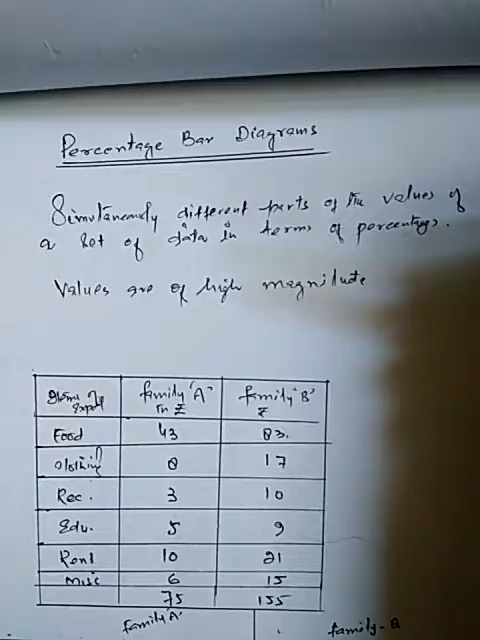 Percentage Bar Diagrams
Simultaneously different parts of the values of
a set of data in terms of percentages.
Values are of high magnitude
Items of Expd family 'A' in ₹ family 'B' ₹
Food 43 83.
Clothing 8 17
Rec. 3 10
Edu. 5 9
Rent 10 21
Misc 6 15
75 155
family 'A' family-B